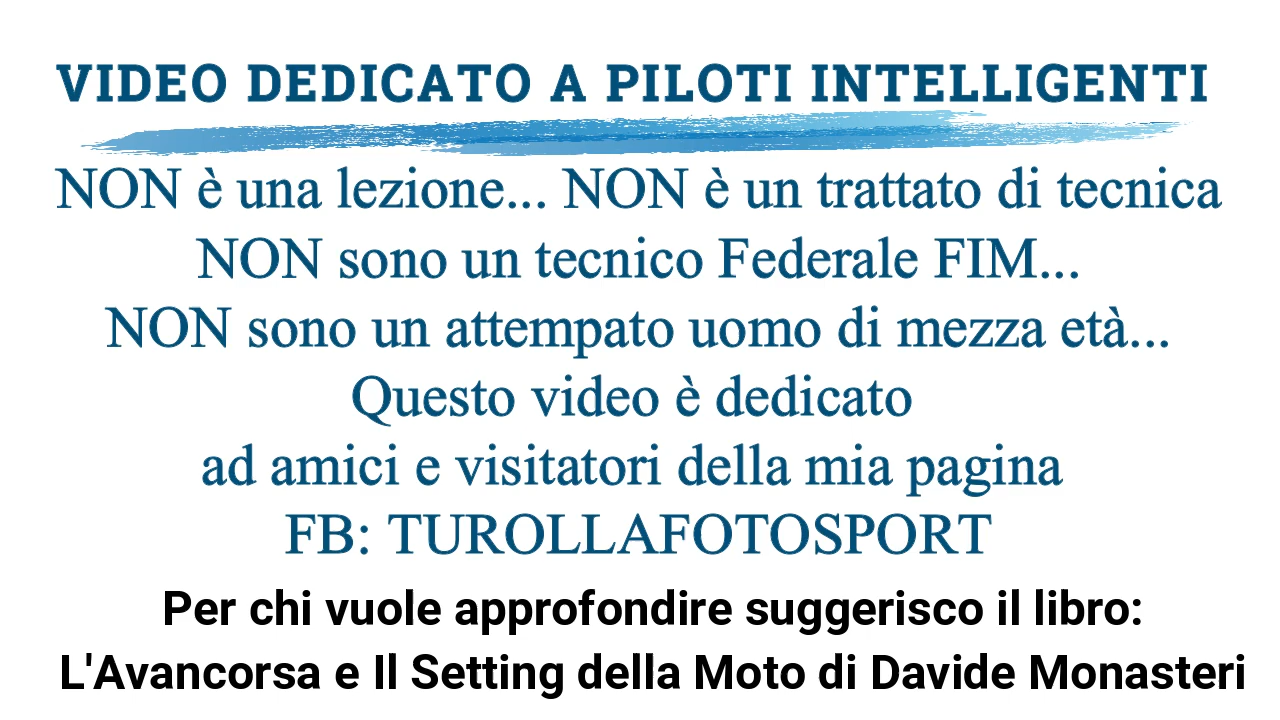 VIDEO DEDICATO A PILOTI INTELLIGENTI
NON è una lezione... NON è un trattato di tecnica
NON sono un tecnico Federale FIM...
NON sono un attempato uomo di mezza età...
Questo video è dedicato
ad amici e visitatori della mia pagina
FB: TUROLLAFOTOSPORT
Per chi vuole approfondire suggerisco il libro:
L'Avancorsa e Il Setting della Moto di Davide Monasteri